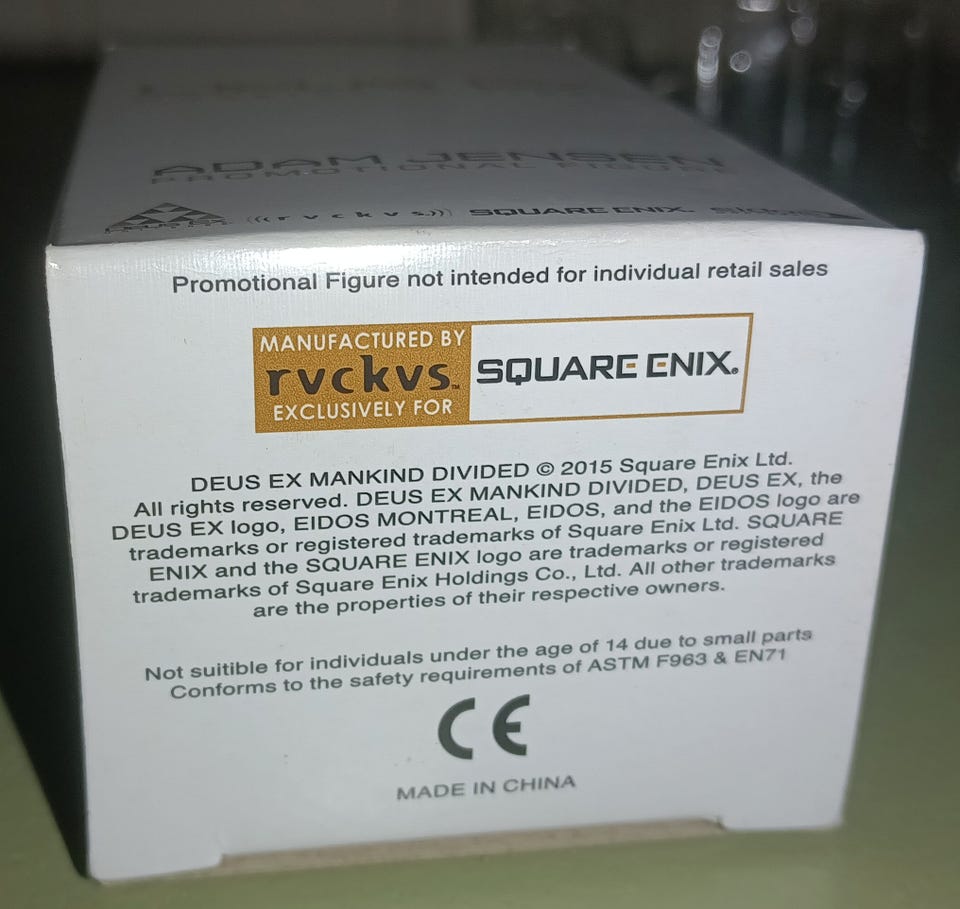 ADAM JENSEN
PROMOTIONAL FIGURE
DEUS EX
(((rvckvs))) SQUARE ENIX
Promotional Figure not intended for individual retail sales
MANUFACTURED BY
rvckvs™
EXCLUSIVELY FOR
SQUARE ENIX®
DEUS EX MANKIND DIVIDED © 2015 Square Enix Ltd.
All rights reserved. DEUS EX MANKIND DIVIDED, DEUS EX, the
DEUS EX logo, EIDOS MONTREAL, EIDOS, and the EIDOS logo are
trademarks or registered trademarks of Square Enix Ltd. SQUARE
ENIX and the SQUARE ENIX logo are trademarks or registered
trademarks of Square Enix Holdings Co., Ltd. All other trademarks
are the properties of their respective owners.
Not suitible for individuals under the age of 14 due to small parts
Conforms to the safety requirements of ASTM F963 & EN71
CE
MADE IN CHINA